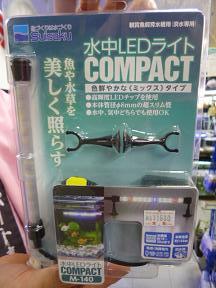 Suisaku
観賞魚飼育水槽用(淡水専用)
水中LEDライト
COMPACT
色鮮やかな(ミックス)タイプ
●高輝度LEDチップを使用
●本体管径φ8mmの超スリム管
●水中、気中どちらでも使用OK
魚や水草を
美しく照らす!
水中LEDライト
COMPACT
M-140